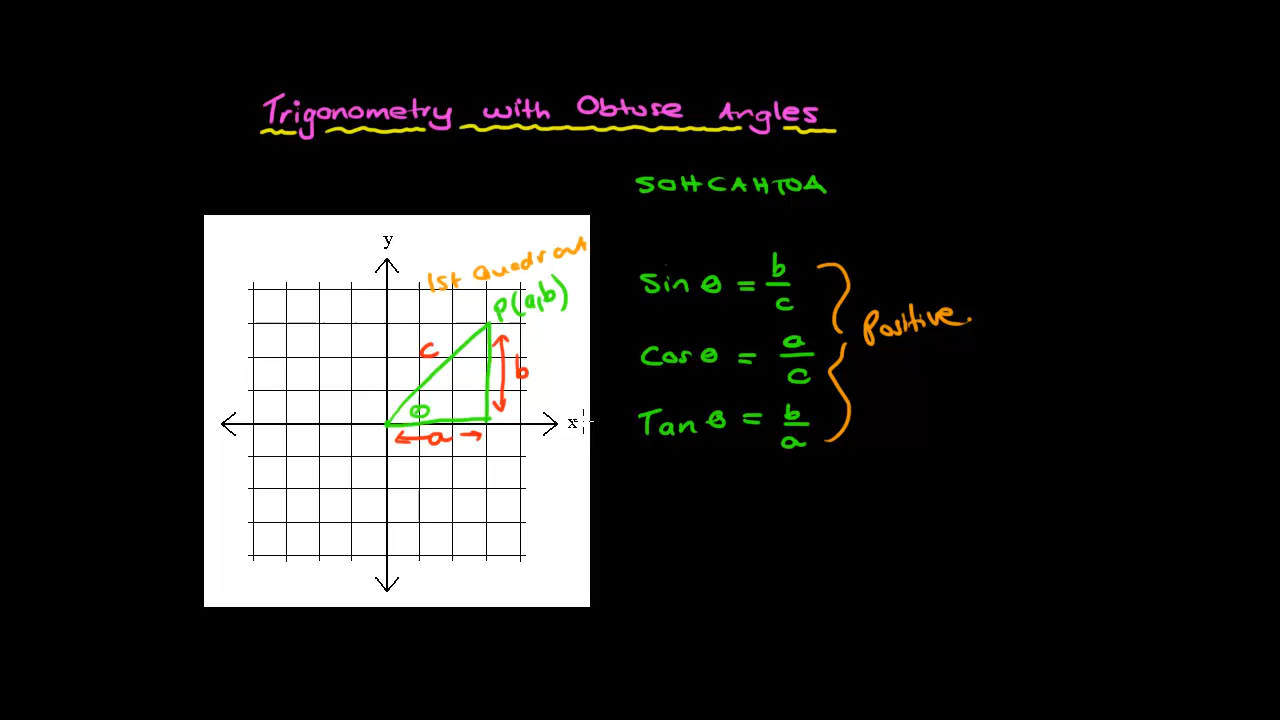 Trigonometry with Obtuse Angles
SOHCAHTOA
y
1st Quadrant
P(a,b)
c
b
θ
a
x
Sin θ = b/c
Cos θ = a/c
Tan θ = b/a
Positive.